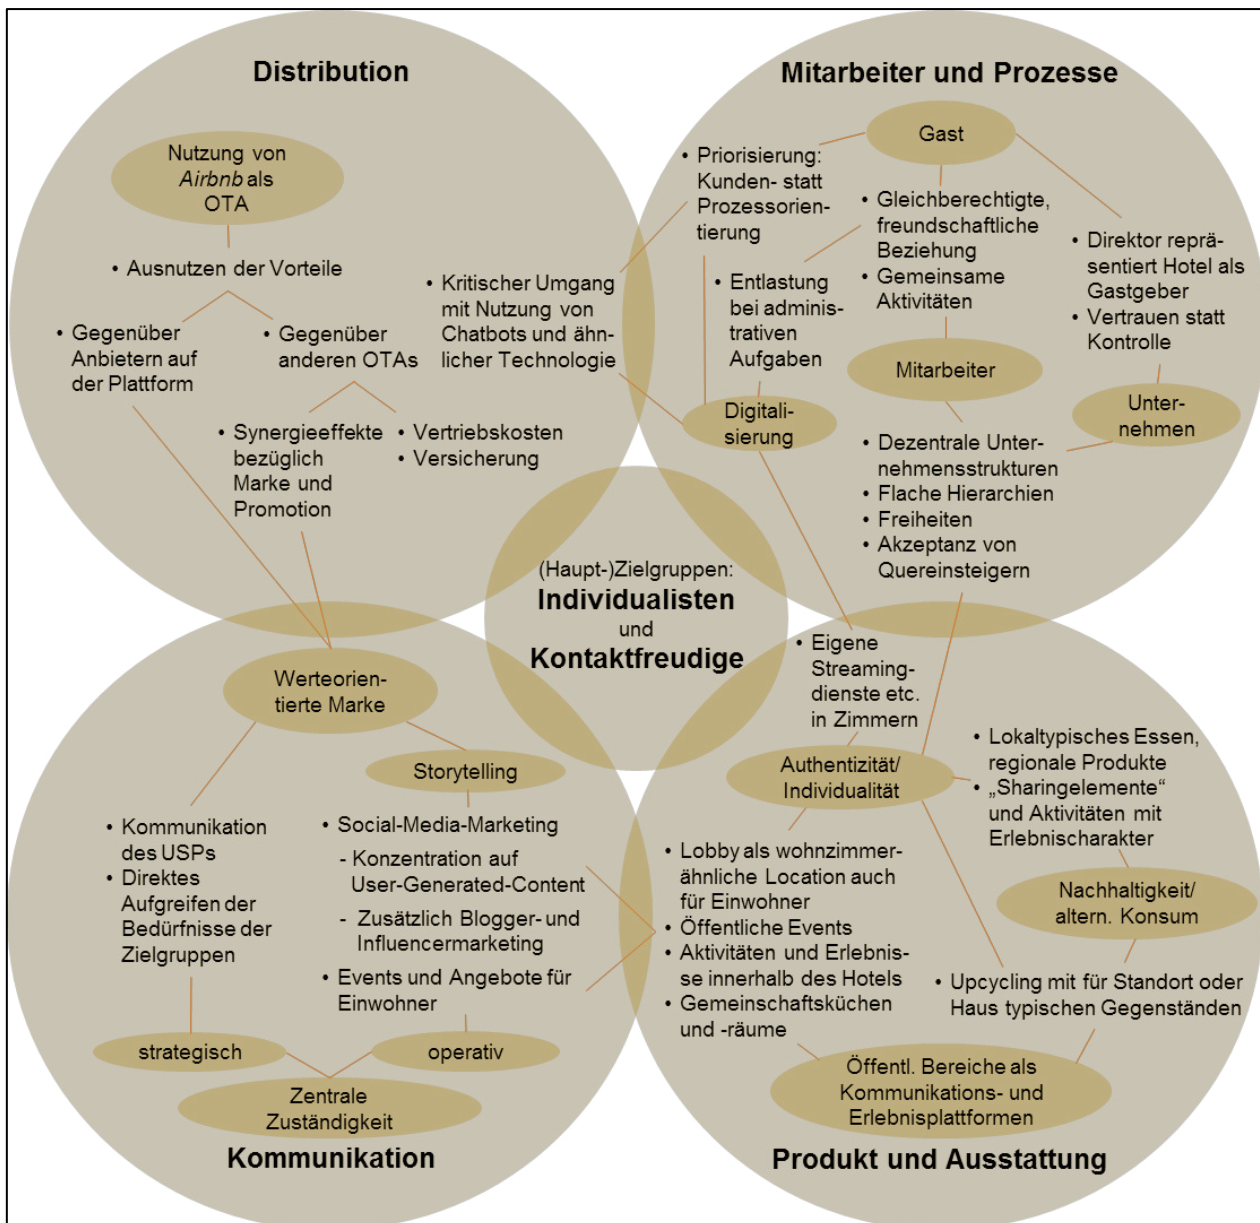 Distribution
Nutzung von
Airbnb als
OTA
• Ausnutzen der Vorteile
• Gegenüber
Anbietern auf
der Plattform
• Gegenüber
anderen OTAs
• Synergieeffekte
bezüglich
Marke und
Promotion
• Vertriebskosten
• Versicherung
• Kritischer Umgang
mit Nutzung von
Chatbots und ähn-
licher Technologie
Mitarbeiter und Prozesse
Gast
• Priorisierung:
Kunden- statt
Prozessorien-
tierung
• Gleichberechtigte,
freundschaftliche
Beziehung
• Gemeinsame
Aktivitäten
• Direktor reprä-
sentiert Hotel als
Gastgeber
• Vertrauen statt
Kontrolle
• Entlastung
bei adminis-
trativen
Aufgaben
Mitarbeiter
Digitali-
sierung
Unter-
nehmen
• Dezentrale Unter-
nehmensstrukturen
• Flache Hierarchien
• Freiheiten
• Akzeptanz von
Quereinsteigern
(Haupt-)Zielgruppen:
Individualisten
und
Kontaktfreudige
Werteorien-
tierte Marke
Storytelling
• Kommunikation
des USPs
• Direktes
Aufgreifen der
Bedürfnisse der
Zielgruppen
• Social-Media-Marketing
- Konzentration auf
User-Generated-Content
- Zusätzlich Blogger- und
Influencermarketing
• Events und Angebote für
Einwohner
strategisch
operativ
Zentrale
Zuständigkeit
Kommunikation
• Eigene
Streaming-
dienste etc.
in Zimmern
Authentizität/
Individualität
• Lokaltypisches Essen,
regionale Produkte
• „Sharingelemente“
und Aktivitäten mit
Erlebnischarakter
• Lobby als wohnzimmer-
ähnliche Location auch
für Einwohner
• Öffentliche Events
• Aktivitäten und Erlebnis-
se innerhalb des Hotels
• Gemeinschaftsküchen
und -räume
Nachhaltigkeit/
altern. Konsum
• Upcycling mit für Standort oder
Haus typischen Gegenständen
Öffentl. Bereiche als
Kommunikations- und
Erlebnisplattformen
Produkt und Ausstattung